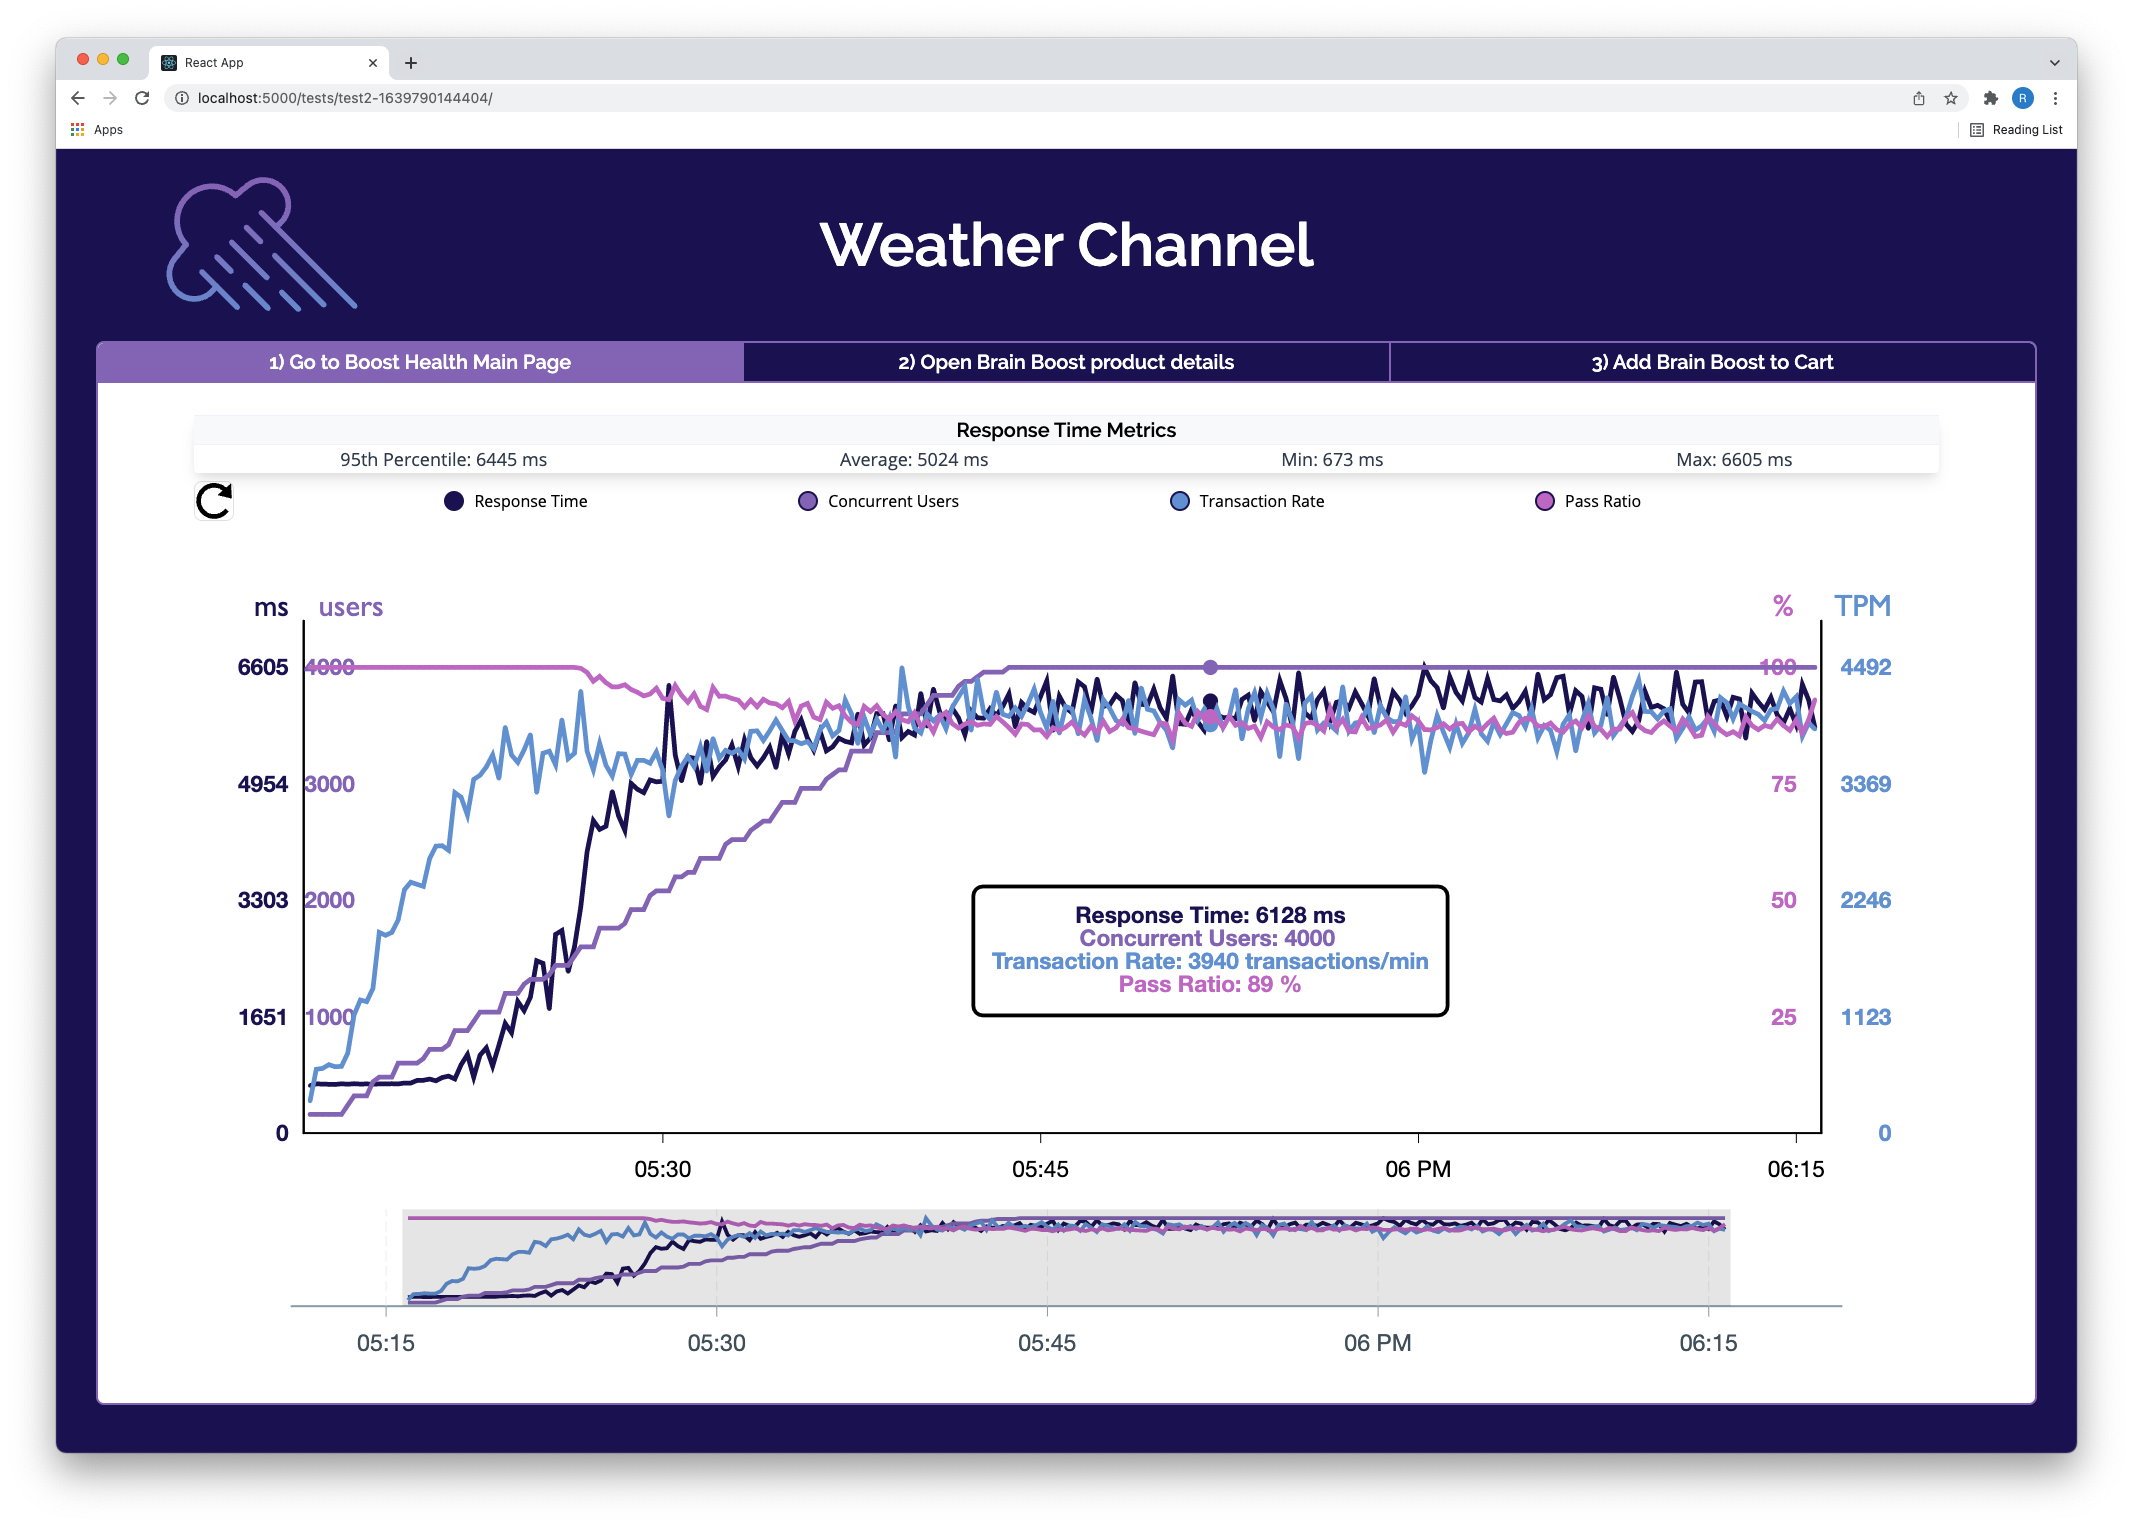 React App
localhost:5000/tests/test2-1639790144404/
R
Apps
Reading List
Weather Channel
1) Go to Boost Health Main Page
2) Open Brain Boost product details
3) Add Brain Boost to Cart
Response Time Metrics
95th Percentile: 6445 ms
Average: 5024 ms
Min: 673 ms
Max: 6605 ms
Response Time
Concurrent Users
Transaction Rate
Pass Ratio
ms users % TPM
6605 4000 100 4492
4954 3000 75 3369
3303 2000 50 2246
Response Time: 6128 ms
Concurrent Users: 4000
Transaction Rate: 3940 transactions/min
Pass Ratio: 89 %
1651 1000 25 1123
0 0
05:30 05:45 06 PM 06:15
05:15 05:30 05:45 06 PM 06:15